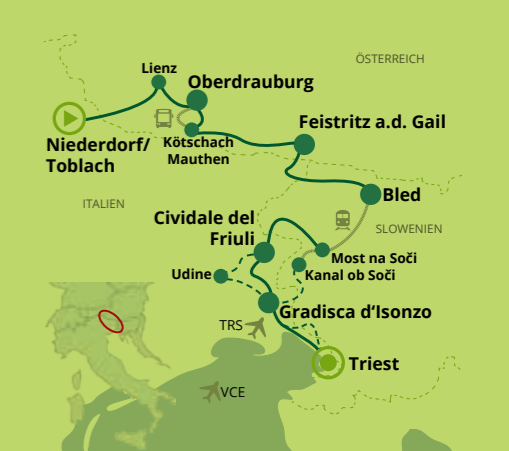 ÖSTERREICH
Lienz
Oberdrauburg
Feistritz a.d. Gail
Niederdorf/
Toblach
Kötschach
Mauthen
Bled
ITALIEN
Cividale del
Friuli
SLOWENIEN
Most na Soči
Udine
Kanal ob Soči
Gradisca d‘Isonzo
TRS
Triest
VCE